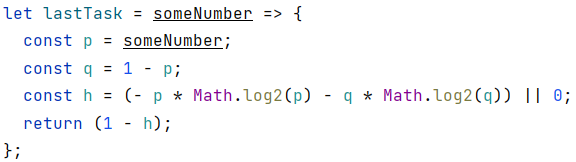 let lastTask = someNumber => {
  const p = someNumber;
  const q = 1 - p;
  const h = (- p * Math.log2(p) - q * Math.log2(q)) || 0;
  return (1 - h);
};